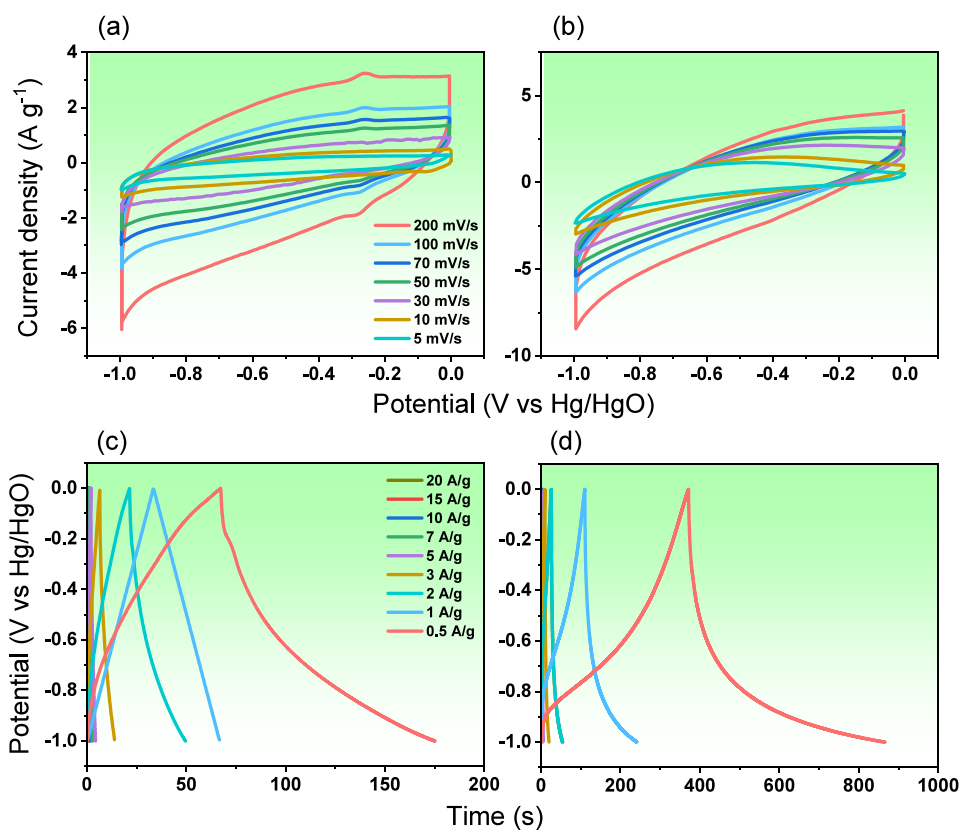 (a)
(b)
4
2
0
-2
-4
-6
5
0
-5
-10
Current density (A g⁻¹)
200 mV/s
100 mV/s
70 mV/s
50 mV/s
30 mV/s
10 mV/s
5 mV/s
-1.0 -0.8 -0.6 -0.4 -0.2 0.0
-1.0 -0.8 -0.6 -0.4 -0.2 0.0
Potential (V vs Hg/HgO)
(c)
(d)
0.0
-0.2
-0.4
-0.6
-0.8
-1.0
0.0
-0.2
-0.4
-0.6
-0.8
-1.0
Potential (V vs Hg/HgO)
20 A/g
15 A/g
10 A/g
7 A/g
5 A/g
3 A/g
2 A/g
1 A/g
0.5 A/g
0 50 100 150 200
0 200 400 600 800 1000
Time (s)